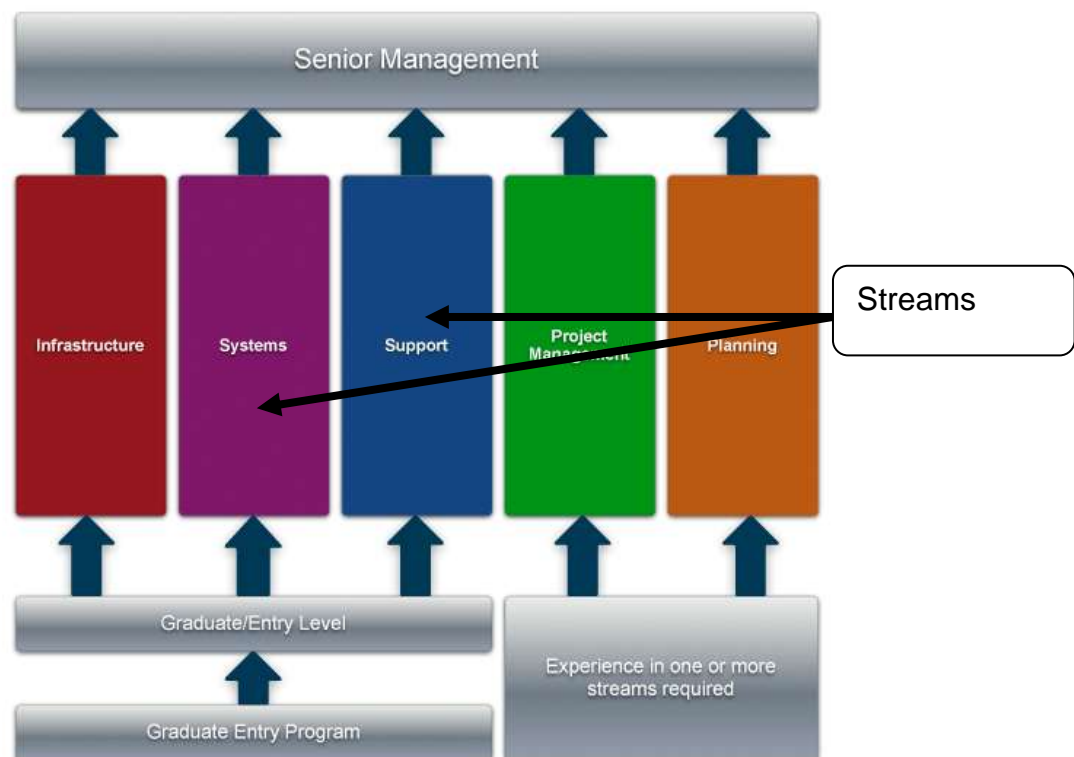 Senior Management
Streams
Infrastructure
Systems
Support
Project
Management
Planning
Graduate/Entry Level
Experience in one or more
streams required
Graduate Entry Program